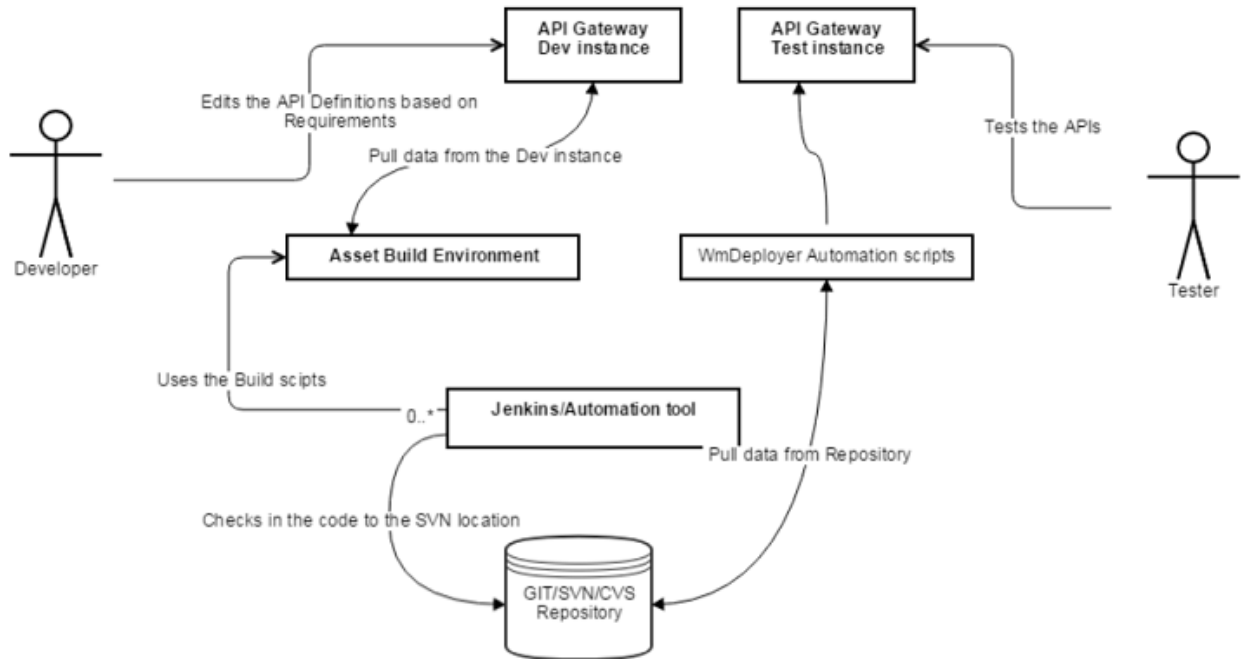 API Gateway
Dev instance
API Gateway
Test instance
Edits the API Definitions based on
Requirements
Tests the APIs
Pull data from the Dev instance
Asset Build Environment
WmDeployer Automation scripts
Developer
Tester
Uses the Build scipts
0..*
Jenkins/Automation tool
Pull data from Repository
Checks in the code to the SVN location
GIT/SVN/CVS
Repository